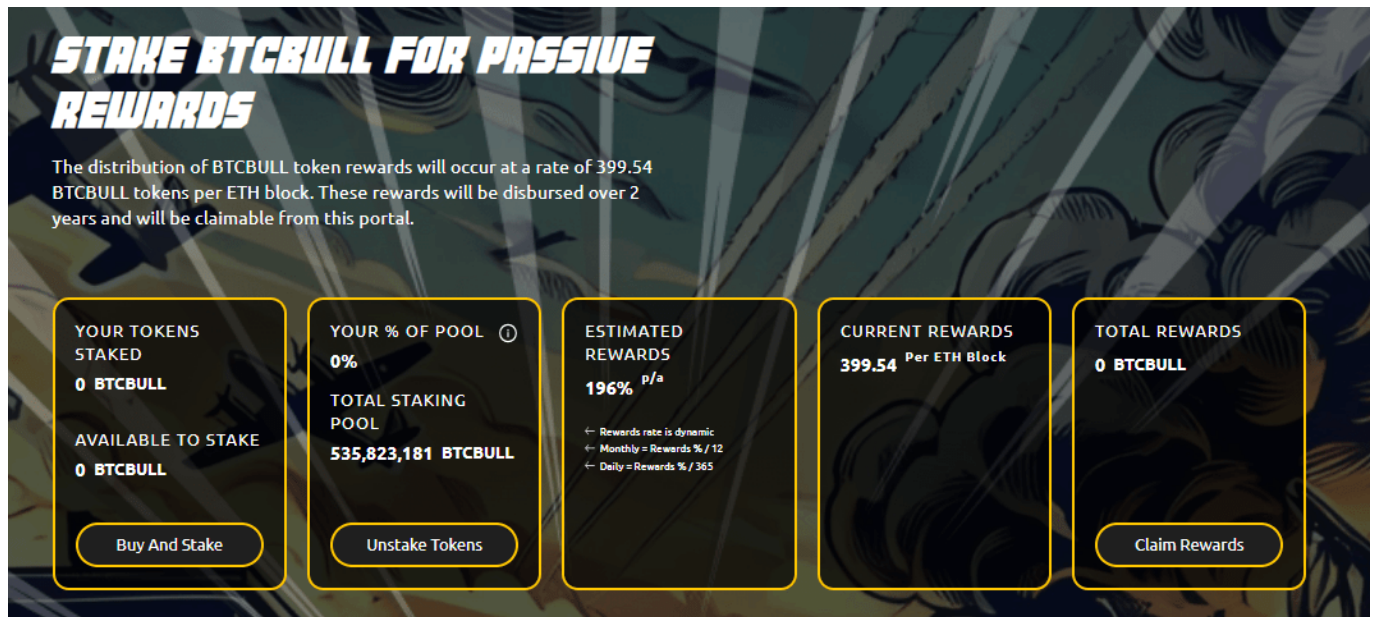 STAKE BTCBULL FOR PASSIVE
REWARDS
The distribution of BTCBULL token rewards will occur at a rate of 399.54
BTCBULL tokens per ETH block. These rewards will be disbursed over 2
years and will be claimable from this portal.
YOUR TOKENS
STAKED
0 BTCBULL
AVAILABLE TO STAKE
0 BTCBULL
Buy And Stake
YOUR % OF POOL
0%
TOTAL STAKING
POOL
535,823,181 BTCBULL
Unstake Tokens
ESTIMATED
REWARDS
196% p/a
← Rewards rate is dynamic
← Monthly = Rewards % / 12
← Daily = Rewards % / 365
CURRENT REWARDS
399.54 Per ETH Block
TOTAL REWARDS
0 BTCBULL
Claim Rewards